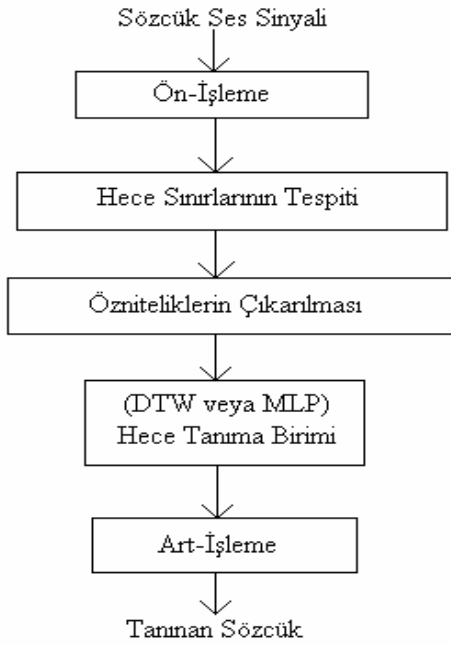 Sözcük Ses Sinyali
Ön-İşleme
Hece Sınırlarının Tespiti
Özniteliklerin Çıkarılması
(DTW veya MLP)
Hece Tanıma Birimi
Art-İşleme
Tanınan Sözcük